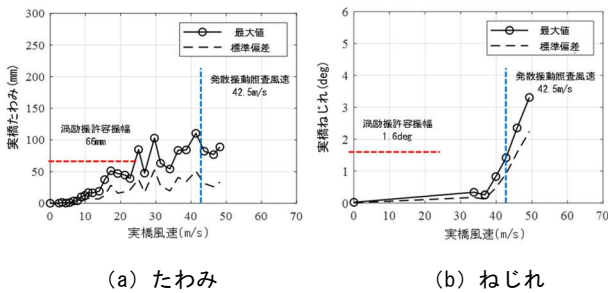 実橋たわみ(mm)
300
250
200
150
100
50
0
最大値
標準偏差
発散振動照査風速
42.5m/s
渦励振許容振幅
66mm
0 10 20 30 40 50 60 70
実橋風速(m/s)
(a) たわみ
実橋ねじれ(deg)
6
5
4
3
2
1
0
最大値
標準偏差
発散振動照査風速
42.5m/s
渦励振許容振幅
1.6deg
0 10 20 30 40 50 60 70
実橋風速(m/s)
(b) ねじれ